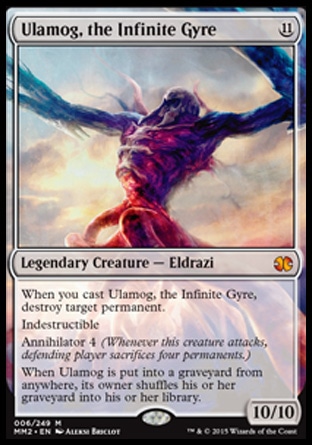 Ulamog, the Infinite Gyre 11
Legendary Creature — Eldrazi
When you cast Ulamog, the Infinite Gyre,
destroy target permanent.
Indestructible
Annihilator 4 (Whenever this creature attacks,
defending player sacrifices four permanents.)
When Ulamog is put into a graveyard from
anywhere, its owner shuffles his or her
graveyard into his or her library.
10/10
006/249 M
MM2 • EN Aleksi Briclot ™ & © 2015 Wizards of the Coast